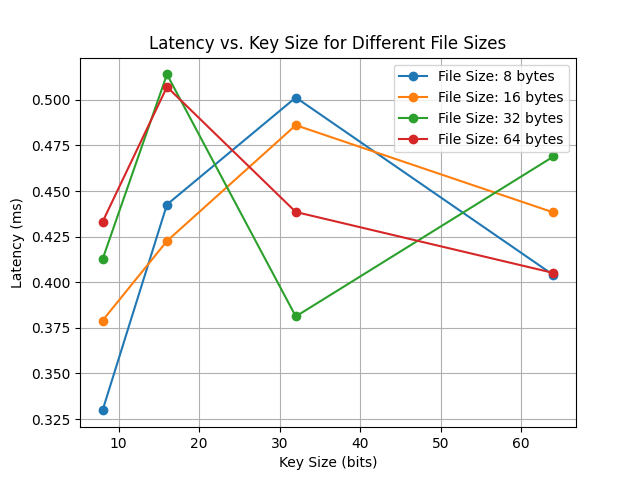 Latency vs. Key Size for Different File Sizes
File Size: 8 bytes
File Size: 16 bytes
File Size: 32 bytes
File Size: 64 bytes
Latency (ms)
0.500
0.475
0.450
0.425
0.400
0.375
0.350
0.325
10 20 30 40 50 60
Key Size (bits)